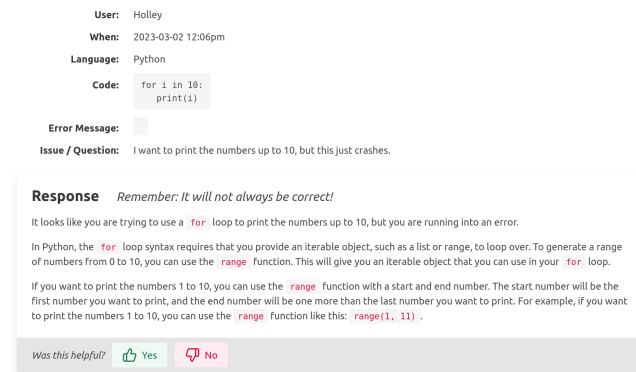 User: Holley
When: 2023-03-02 12:06pm
Language: Python
Code: for i in 10:
print(i)
Error Message:
Issue / Question: I want to print the numbers up to 10, but this just crashes.
Response Remember: It will not always be correct!
It looks like you are trying to use a for loop to print the numbers up to 10, but you are running into an error.
In Python, the for loop syntax requires that you provide an iterable object, such as a list or range, to loop over. To generate a range
of numbers from 0 to 10, you can use the range function. This will give you an iterable object that you can use in your for loop.
If you want to print the numbers 1 to 10, you can use the range function with a start and end number. The start number will be the
first number you want to print, and the end number will be one more than the last number you want to print. For example, if you want
to print the numbers 1 to 10, you can use the range function like this: range(1, 11) .
Was this helpful? Yes No